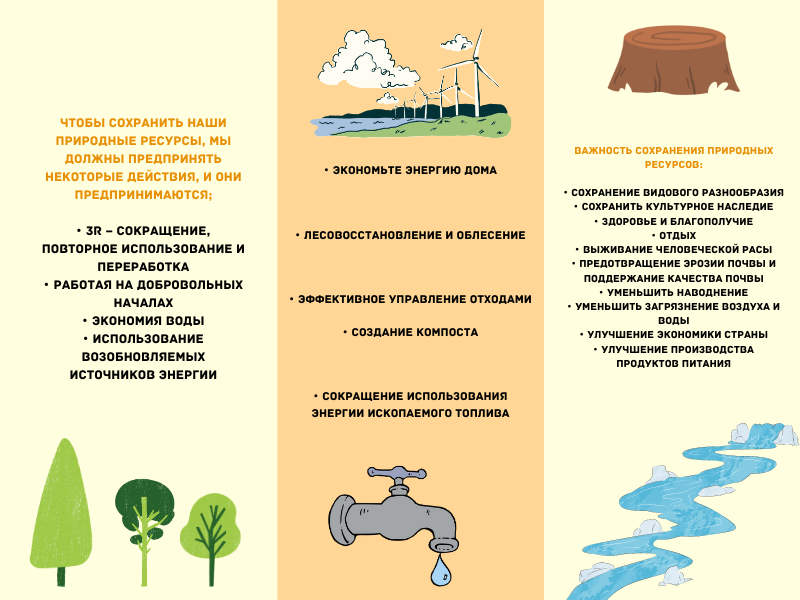 ЧТОБЫ СОХРАНИТЬ НАШИ
ПРИРОДНЫЕ РЕСУРСЫ, МЫ
ДОЛЖНЫ ПРЕДПРИНЯТЬ
НЕКОТОРЫЕ ДЕЙСТВИЯ, И ОНИ
ПРЕДПРИНИМАЮТСЯ;
• 3R – СОКРАЩЕНИЕ,
ПОВТОРНОЕ ИСПОЛЬЗОВАНИЕ И
ПЕРЕРАБОТКА
• РАБОТАЯ НА ДОБРОВОЛЬНЫХ
НАЧАЛАХ
• ЭКОНОМИЯ ВОДЫ
• ИСПОЛЬЗОВАНИЕ
ВОЗОБНОВЛЯЕМЫХ
ИСТОЧНИКОВ ЭНЕРГИИ
• ЭКОНОМЬТЕ ЭНЕРГИЮ ДОМА
• ЛЕСОВОССТАНОВЛЕНИЕ И ОБЛЕСЕНИЕ
• ЭФФЕКТИВНОЕ УПРАВЛЕНИЕ ОТХОДАМИ
• СОЗДАНИЕ КОМПОСТА
• СОКРАЩЕНИЕ ИСПОЛЬЗОВАНИЯ
ЭНЕРГИИ ИСКОПАЕМОГО ТОПЛИВА
ВАЖНОСТЬ СОХРАНЕНИЯ ПРИРОДНЫХ
РЕСУРСОВ:
• СОХРАНЕНИЕ ВИДОВОГО РАЗНООБРАЗИЯ
• СОХРАНИТЬ КУЛЬТУРНОЕ НАСЛЕДИЕ
• ЗДОРОВЬЕ И БЛАГОПОЛУЧИЕ
• ОТДЫХ
• ВЫЖИВАНИЕ ЧЕЛОВЕЧЕСКОЙ РАСЫ
• ПРЕДОТВРАЩЕНИЕ ЭРОЗИИ ПОЧВЫ И
ПОДДЕРЖАНИЕ КАЧЕСТВА ПОЧВЫ
• УМЕНЬШИТЬ НАВОДНЕНИЕ
• УМЕНЬШИТЬ ЗАГРЯЗНЕНИЕ ВОЗДУХА И
ВОДЫ
• УЛУЧШЕНИЕ ЭКОНОМИКИ СТРАНЫ
• УЛУЧШЕНИЕ ПРОИЗВОДСТВА
ПРОДУКТОВ ПИТАНИЯ